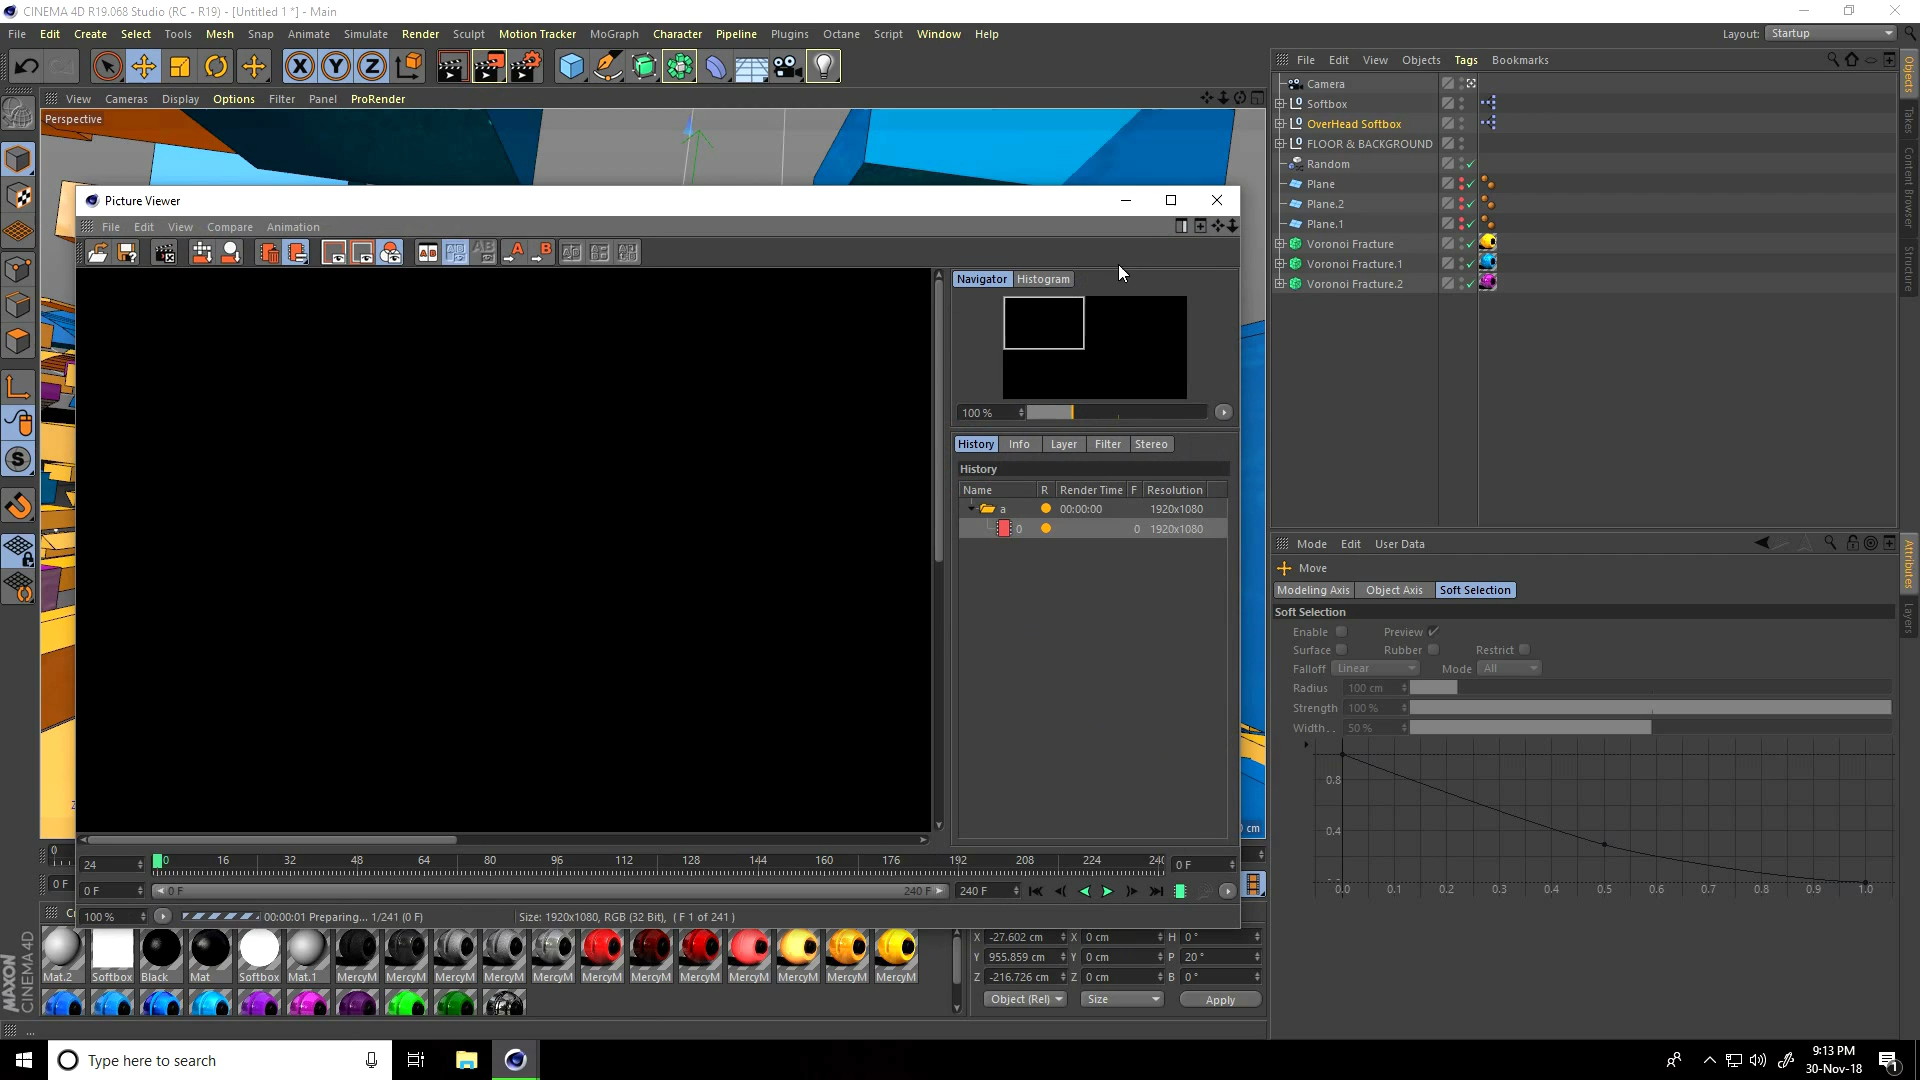 CINEMA 4D R19.068 Studio (RC - R19) - [Untitled 1 *] - Main
File Edit Create Select Tools Mesh Snap Animate Simulate Render Sculpt Motion Tracker MoGraph Character Pipeline Plugins Octane Script Window Help
Layout: Startup
View Cameras Display Options Filter Panel ProRender
Perspective
File Edit View Objects Tags Bookmarks
Camera
Softbox
OverHead Softbox
FLOOR & BACKGROUND
Random
Plane
Plane.2
Plane.1
Voronoi Fracture
Voronoi Fracture.1
Voronoi Fracture.2
Objects
Takes
Content Browser
Structure
Picture Viewer
File Edit View Compare Animation
Navigator Histogram
100 %
History Info Layer Filter Stereo
History
Name R Render Time F Resolution
a 00:00:00 1920x1080
0 0 1920x1080
24 0 16 32 48 64 80 96 112 128 144 160 176 192 208 224 240 0 F
0 F 0 F 240 F 240 F
100 % 00:00:01 Preparing... 1/241 (0 F) Size: 1920x1080, RGB (32 Bit), ( F 1 of 241 )
0
0 F
cm
Mode Edit User Data
Move
Modeling Axis Object Axis Soft Selection
Soft Selection
Enable Preview
Surface Rubber Restrict
Falloff Linear Mode All
Radius 100 cm
Strength 100 %
Width. . 50 %
0.8
0.4
0.0 0.1 0.2 0.3 0.4 0.5 0.6 0.7 0.8 0.9 1.0
Attributes
Layers
Mat.2 Softbox Black Mat Softbox Mat.1 MercyM MercyM MercyM MercyM MercyM MercyM MercyM MercyM MercyM MercyM MercyM MercyM
X -27.602 cm X 0 cm H 0 °
Y 955.859 cm Y 0 cm P 20 °
Z -216.726 cm Z 0 cm B 0 °
Object (Rel) Size Apply
MAXON
CINEMA 4D
...
Type here to search
9:13 PM
30-Nov-18
1